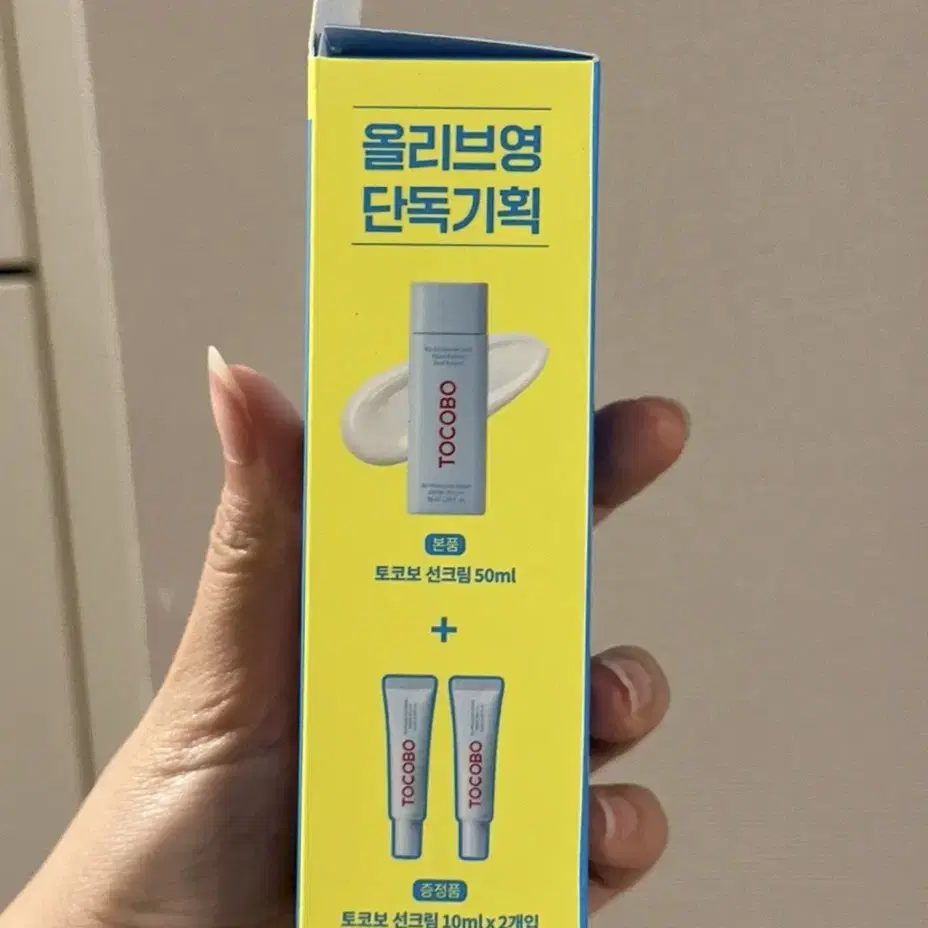 올리브영
단독기획
TOCOBO
본품
토코보 선크림 50ml
+
TOCOBO
TOCOBO
증정품
토코보 선크림 10ml x 2개입